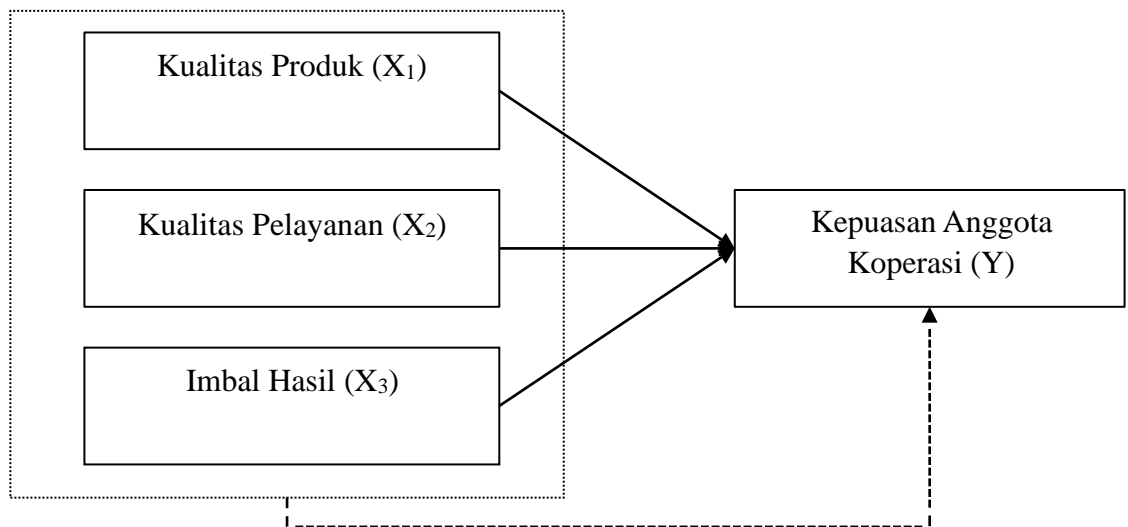 Kualitas Produk (X₁)
Kualitas Pelayanan (X₂)
Kepuasan Anggota
Koperasi (Y)
Imbal Hasil (X₃)